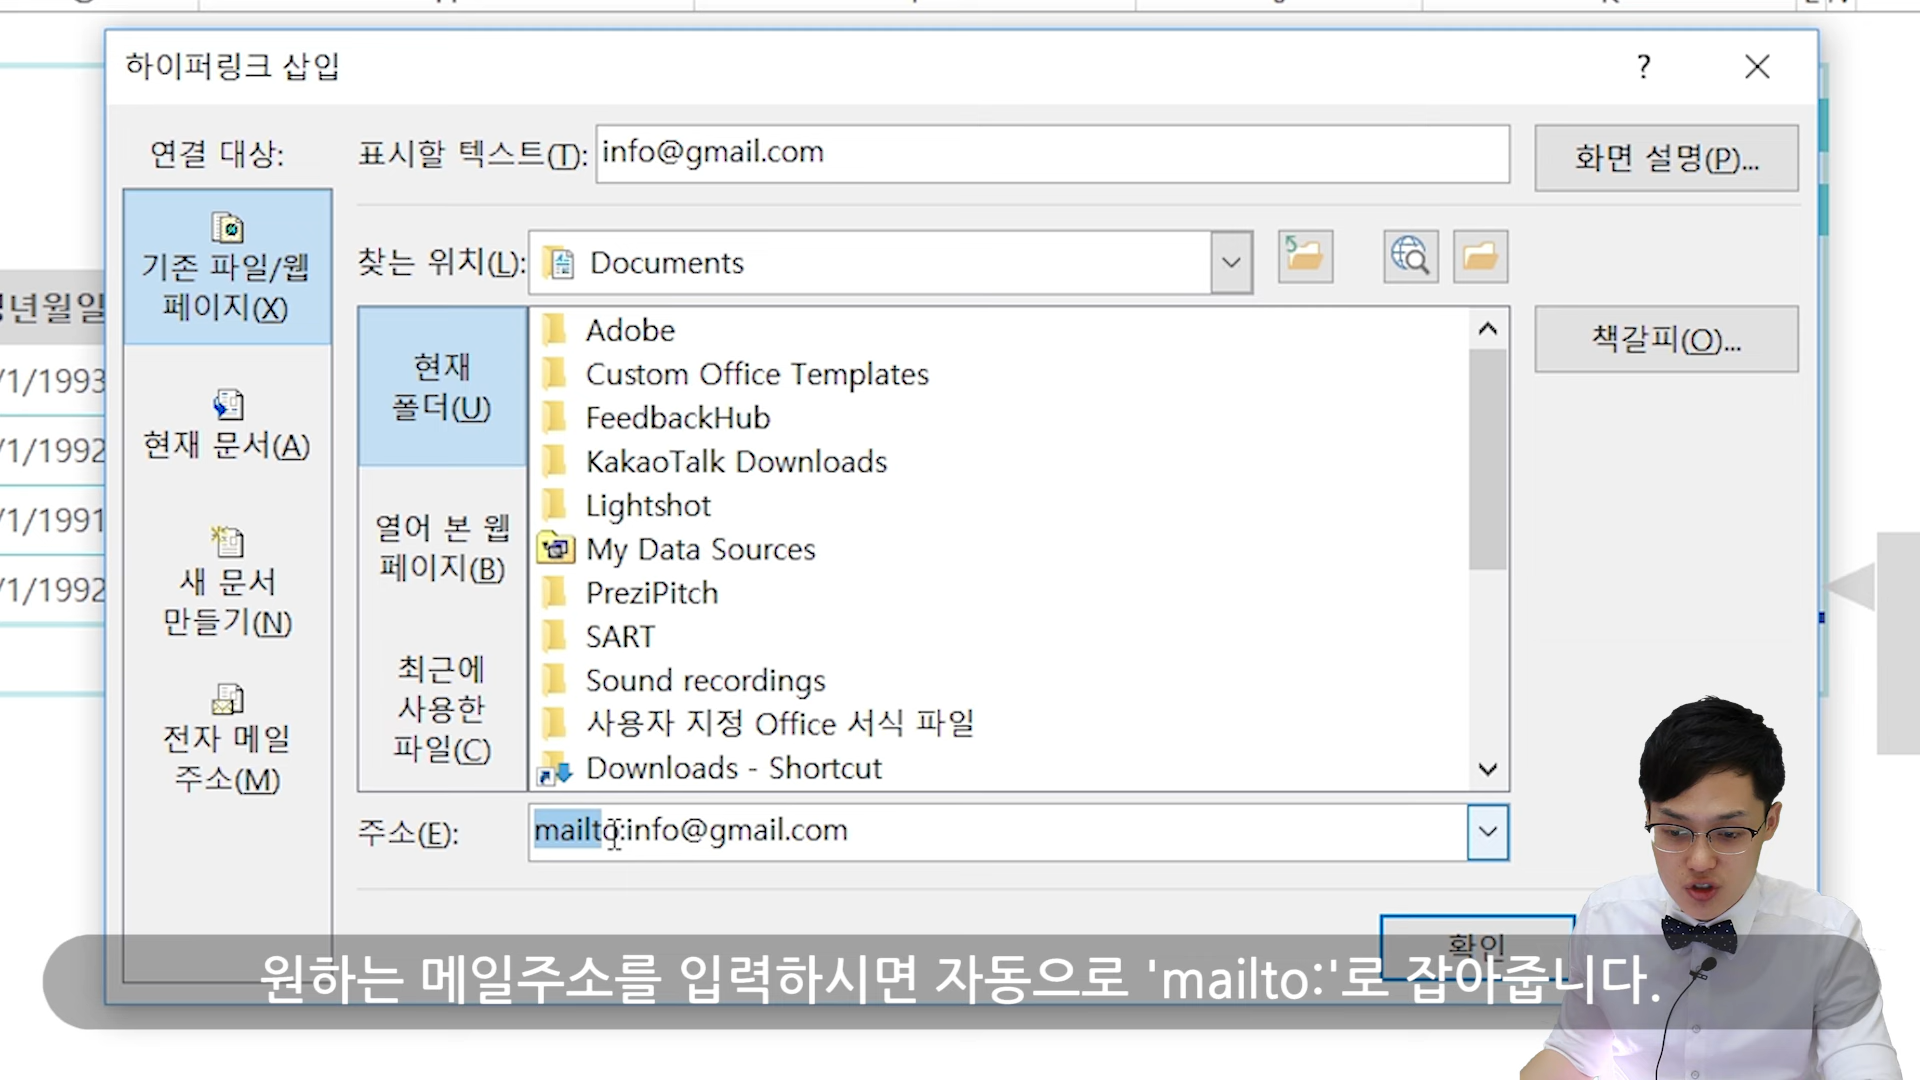 하이퍼링크 삽입
?
연결 대상:
표시할 텍스트(T):
info@gmail.com
화면 설명(P)...
기존 파일/웹
페이지(X)
현재 문서(A)
새 문서
만들기(N)
전자 메일
주소(M)
찾는 위치(L):
Documents
현재
폴더(U)
열어 본 웹
페이지(B)
최근에
사용한
파일(C)
Adobe
Custom Office Templates
FeedbackHub
KakaoTalk Downloads
Lightshot
My Data Sources
PreziPitch
SART
Sound recordings
사용자 지정 Office 서식 파일
Downloads - Shortcut
책갈피(O)...
주소(E):
mailto:info@gmail.com
확인
년월일
/1/1993
/1/1992
/1/1991
/1/1992
원하는 메일주소를 입력하시면 자동으로 'mailto:'로 잡아줍니다.